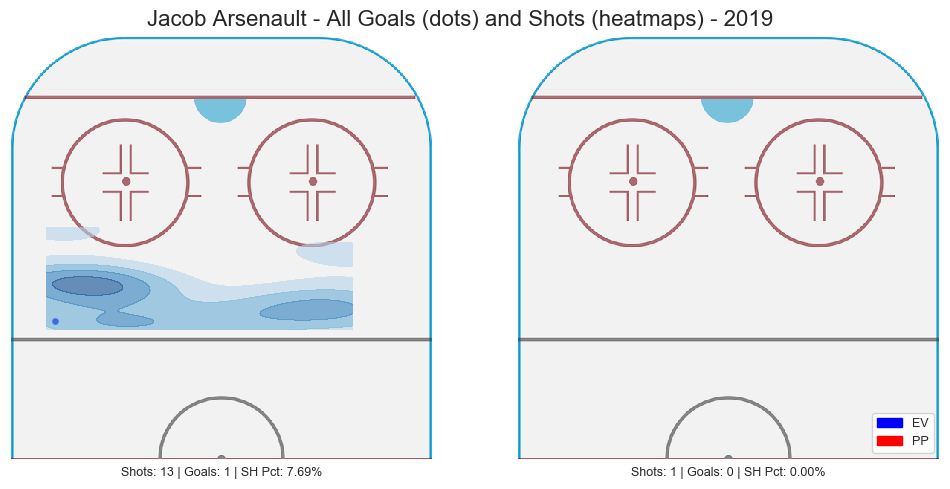 Jacob Arsenault - All Goals (dots) and Shots (heatmaps) - 2019
EV
PP
Shots: 13 | Goals: 1 | SH Pct: 7.69%
Shots: 1 | Goals: 0 | SH Pct: 0.00%